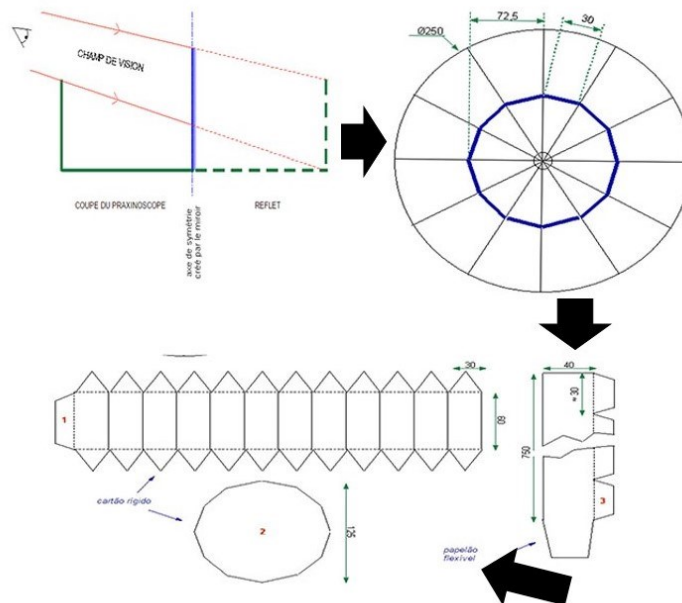 CHAMP DE VISION
COUPE DU PRAXINOSCOPE
REFLET
axe de symétrie
créé par le miroir
72,5
30
Ø250
30
60
1
cartão rígido
2
125
40
≈ 30
750
3
papelão
flexível